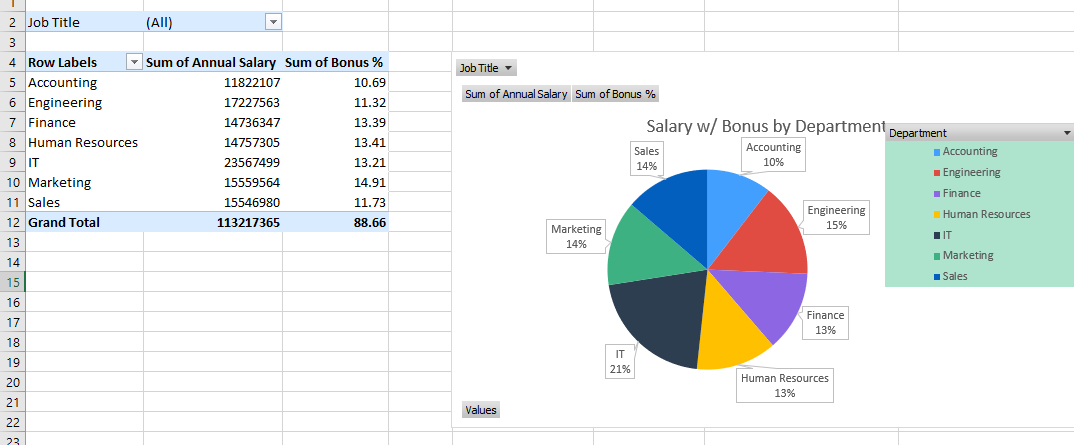 1
2 Job Title (All)
3
4 Row Labels Sum of Annual Salary Sum of Bonus %
5 Accounting 11822107 10.69
6 Engineering 17227563 11.32
7 Finance 14736347 13.39
8 Human Resources 14757305 13.41
9 IT 23567499 13.21
10 Marketing 15559564 14.91
11 Sales 15546980 11.73
12 Grand Total 113217365 88.66
13
14
15
16
17
18
19
20
21
22
23
Job Title
Sum of Annual Salary Sum of Bonus %
Salary w/ Bonus by Department
Accounting
10%
Engineering
15%
Finance
13%
Human Resources
13%
IT
21%
Marketing
14%
Sales
14%
Department
Accounting
Engineering
Finance
Human Resources
IT
Marketing
Sales
Values